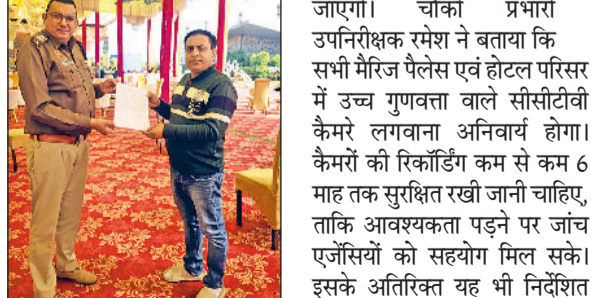 जाएगी। चौकी प्रभारी
उपनिरीक्षक रमेश ने बताया कि
सभी मैरिज पैलेस एवं होटल परिसर
में उच्च गुणवत्ता वाले सीसीटीवी
कैमरे लगवाना अनिवार्य होगा।
कैमरों की रिकॉर्डिंग कम से कम 6
माह तक सुरक्षित रखी जानी चाहिए,
ताकि आवश्यकता पड़ने पर जांच
एजेंसियों को सहयोग मिल सके।
इसके अतिरिक्त यह भी निर्देशित